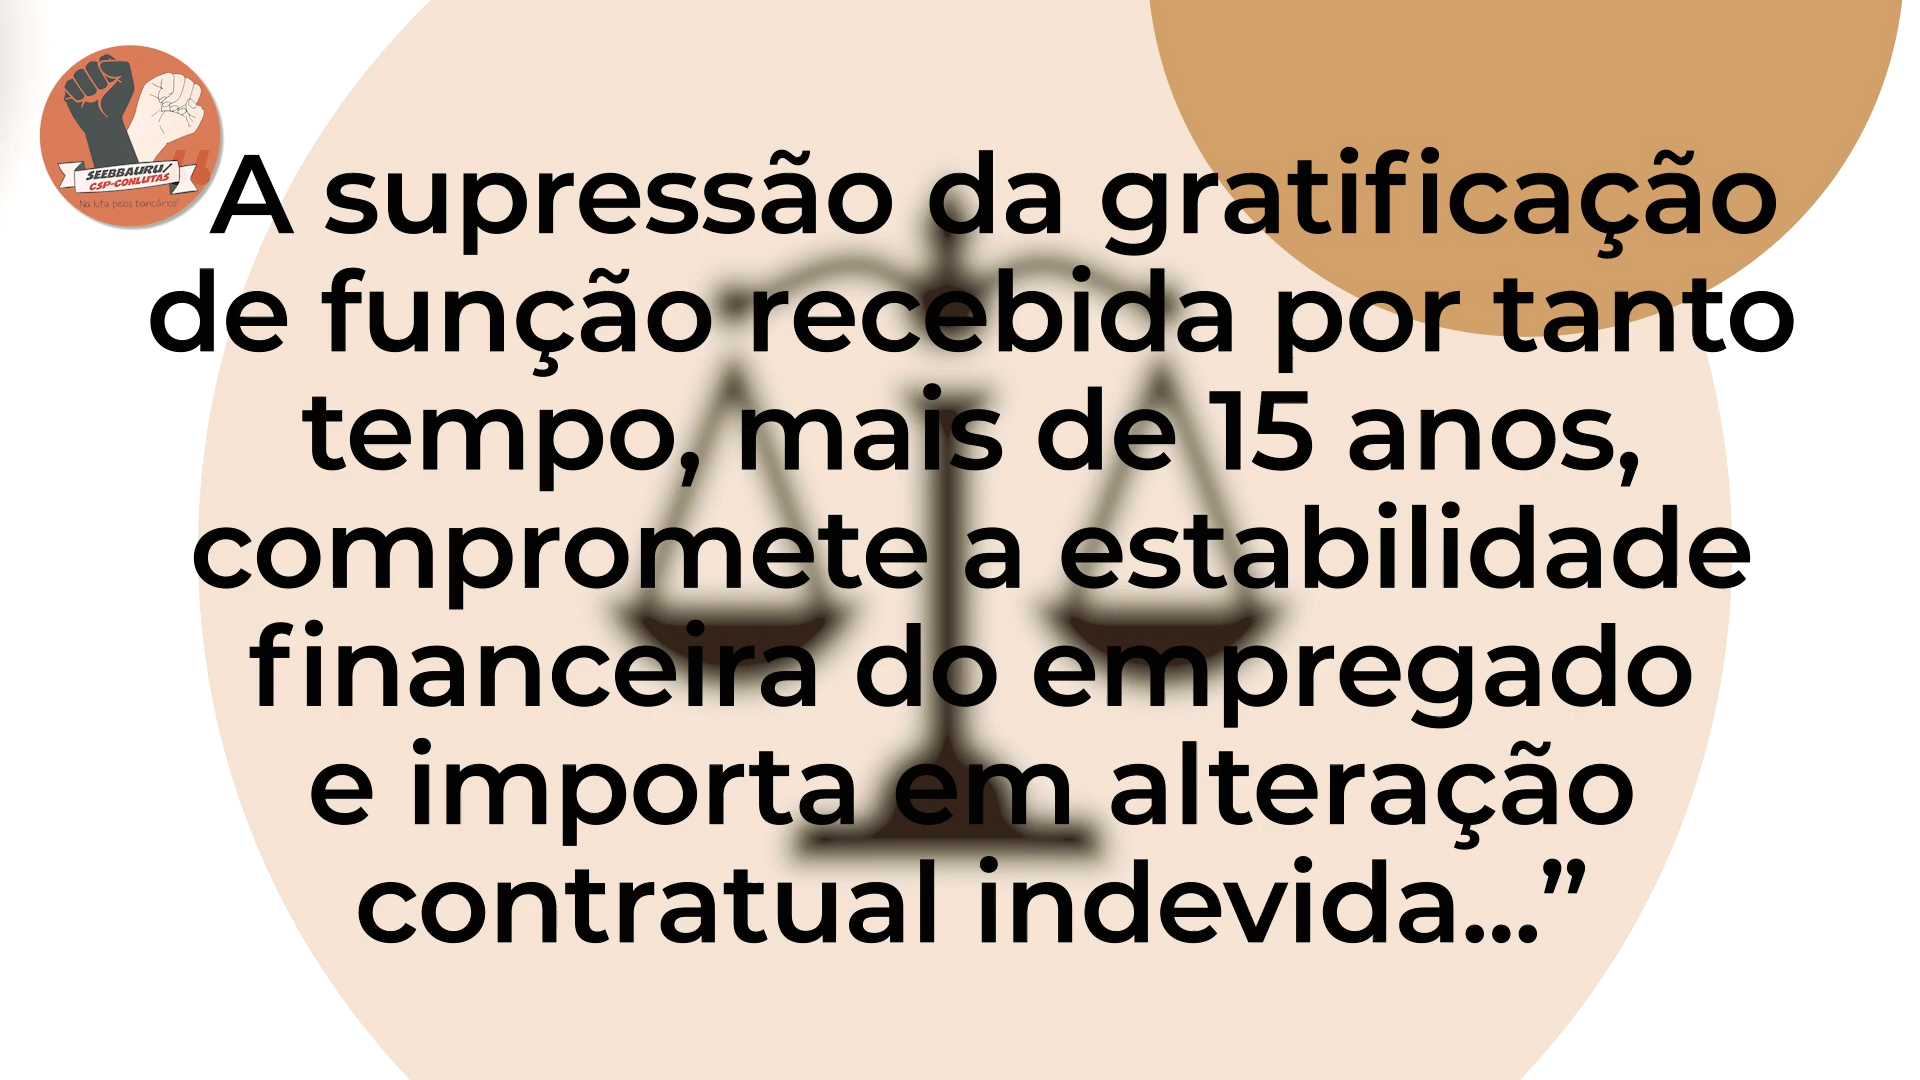 SEEBBAURU/
CSP-CONLUTAS
Na luta pelos bancários!
“A supressão da gratificação
de função recebida por tanto
tempo, mais de 15 anos,
compromete a estabilidade
financeira do empregado
e importa em alteração
contratual indevida...”